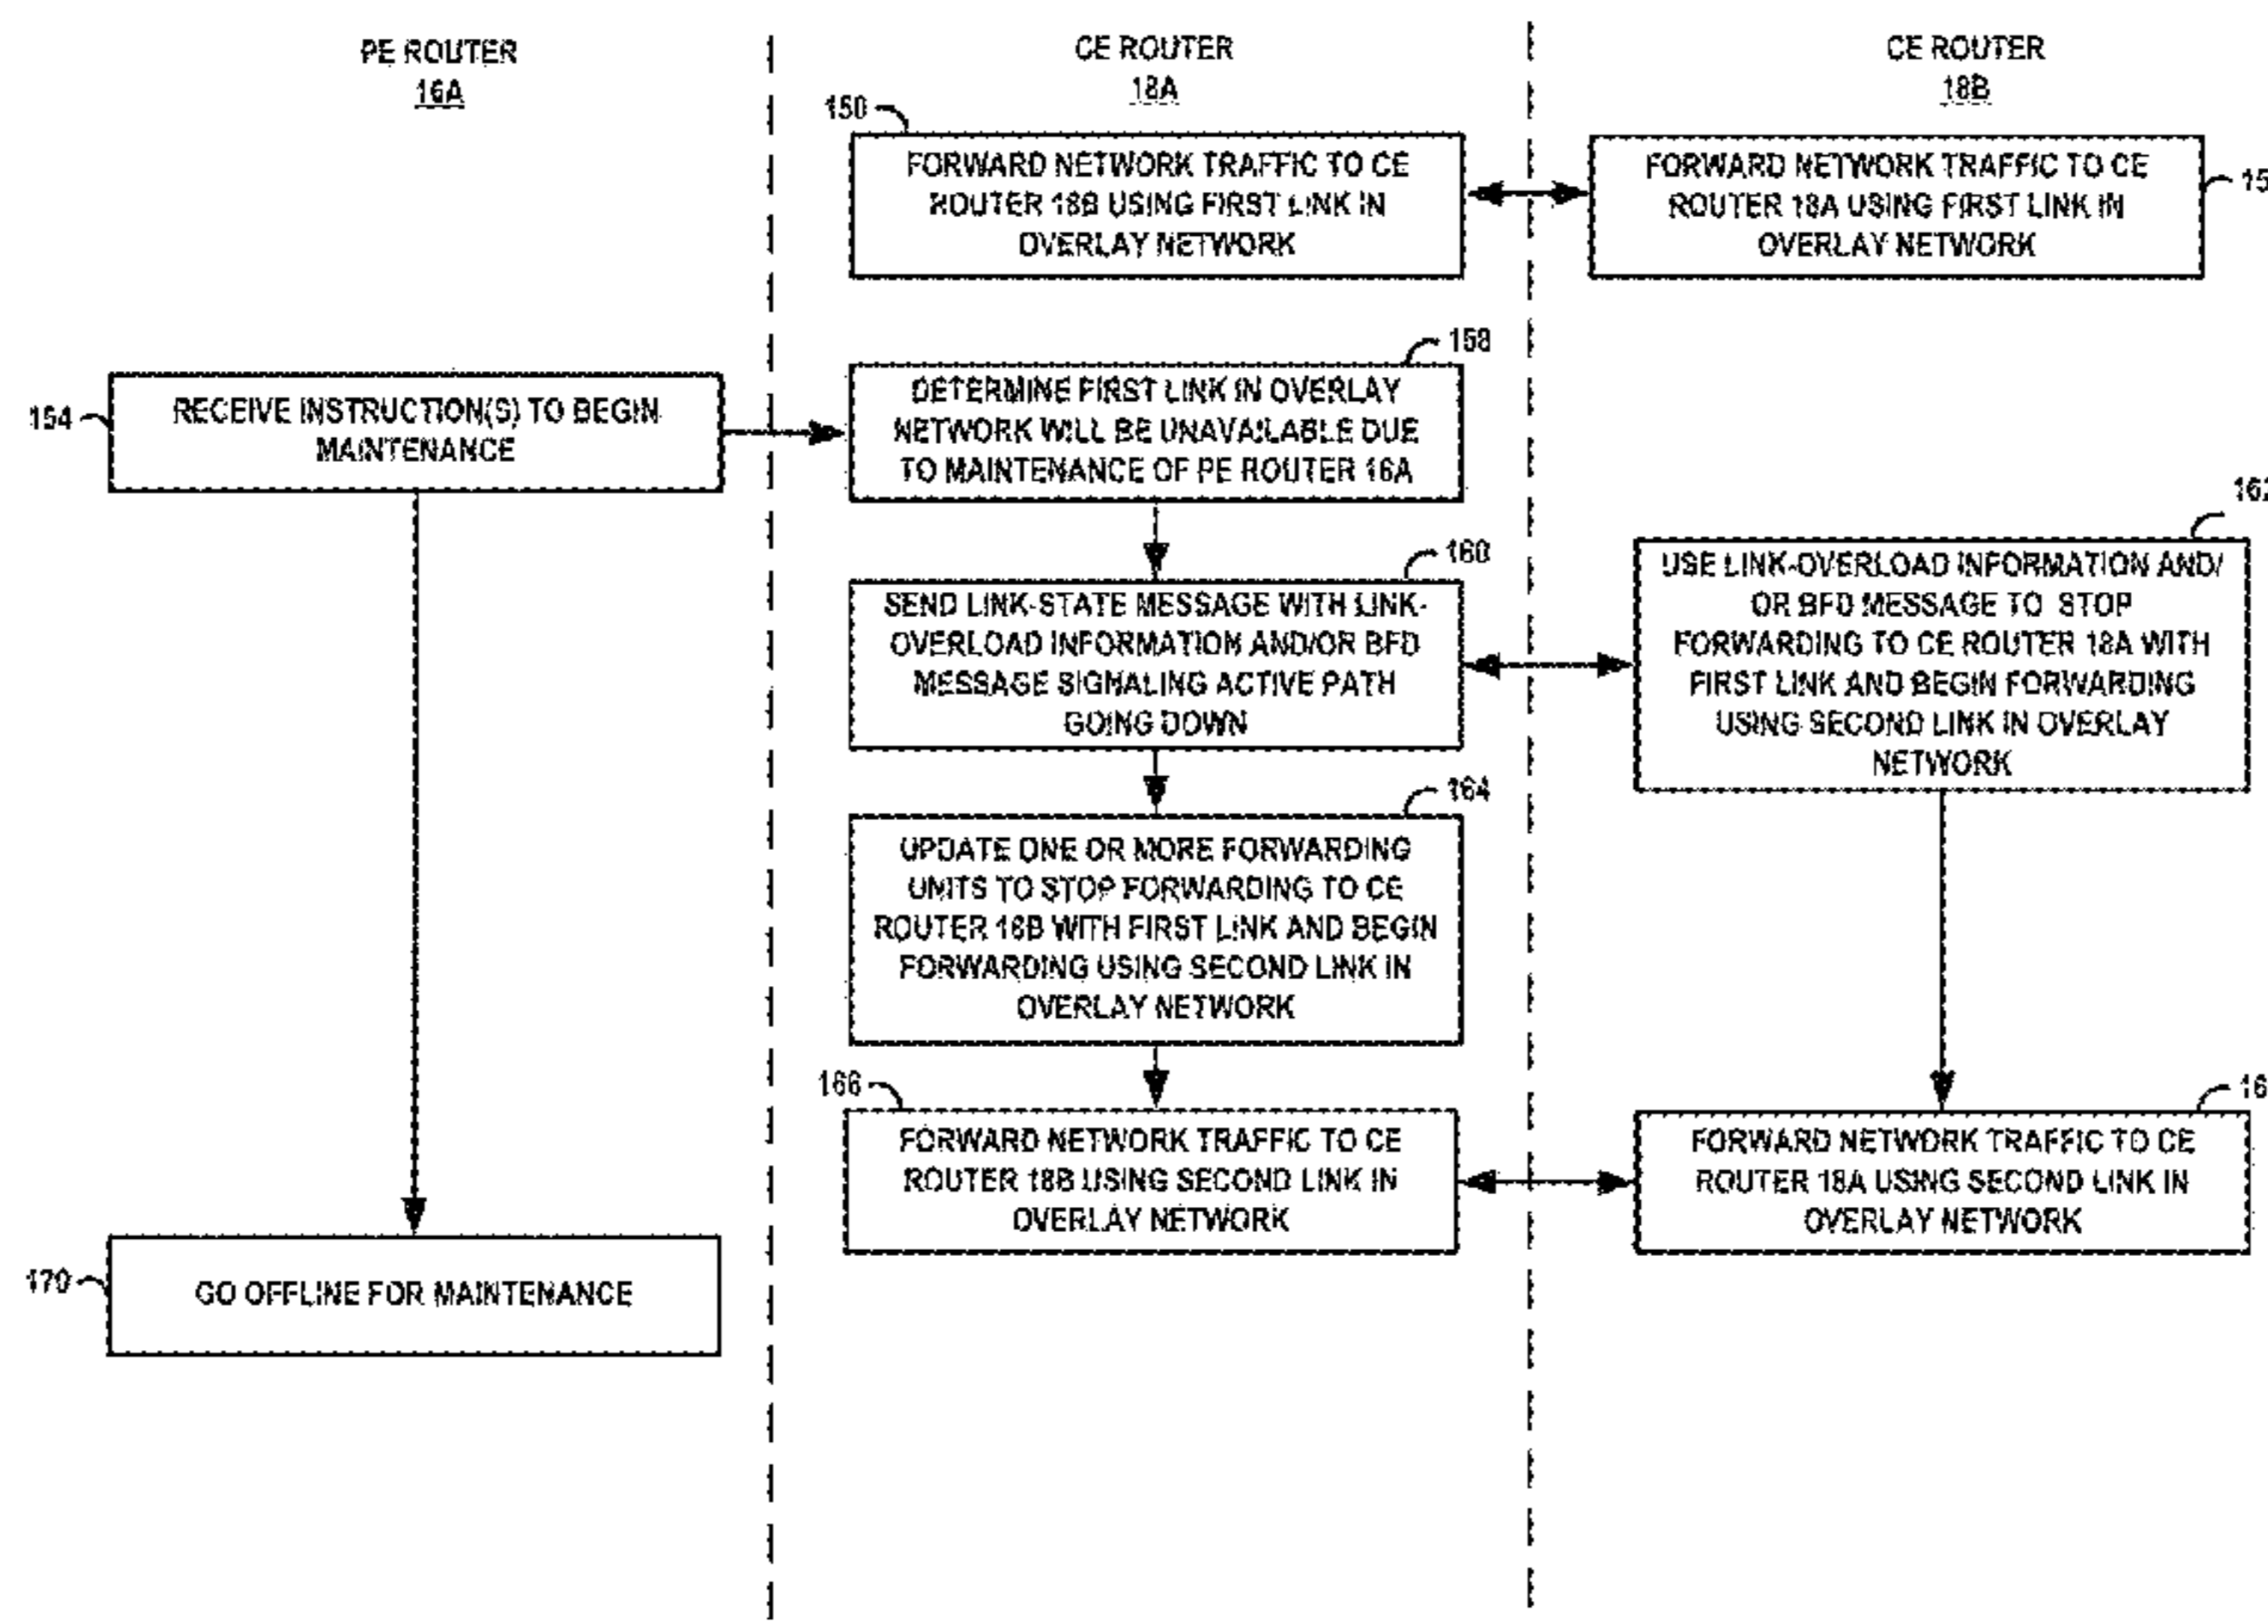 PE ROUTER
16A
CE ROUTER
18A
CE ROUTER
18B
150
FORWARD NETWORK TRAFFIC TO CE
ROUTER 18B USING FIRST LINK IN
OVERLAY NETWORK
FORWARD NETWORK TRAFFIC TO CE
ROUTER 18A USING FIRST LINK IN
OVERLAY NETWORK
154
RECEIVE INSTRUCTION(S) TO BEGIN
MAINTENANCE
158
DETERMINE FIRST LINK IN OVERLAY
NETWORK WILL BE UNAVAILABLE DUE
TO MAINTENANCE OF PE ROUTER 16A
160
SEND LINK-STATE MESSAGE WITH LINK-
OVERLOAD INFORMATION AND/OR BFD
MESSAGE SIGNALING ACTIVE PATH
GOING DOWN
162
USE LINK-OVERLOAD INFORMATION AND/
OR BFD MESSAGE TO STOP
FORWARDING TO CE ROUTER 18A WITH
FIRST LINK AND BEGIN FORWARDING
USING SECOND LINK IN OVERLAY
NETWORK
164
UPDATE ONE OR MORE FORWARDING
UNITS TO STOP FORWARDING TO CE
ROUTER 18B WITH FIRST LINK AND BEGIN
FORWARDING USING SECOND LINK IN
OVERLAY NETWORK
166
FORWARD NETWORK TRAFFIC TO CE
ROUTER 18B USING SECOND LINK IN
OVERLAY NETWORK
FORWARD NETWORK TRAFFIC TO CE
ROUTER 18A USING SECOND LINK IN
OVERLAY NETWORK
170
GO OFFLINE FOR MAINTENANCE